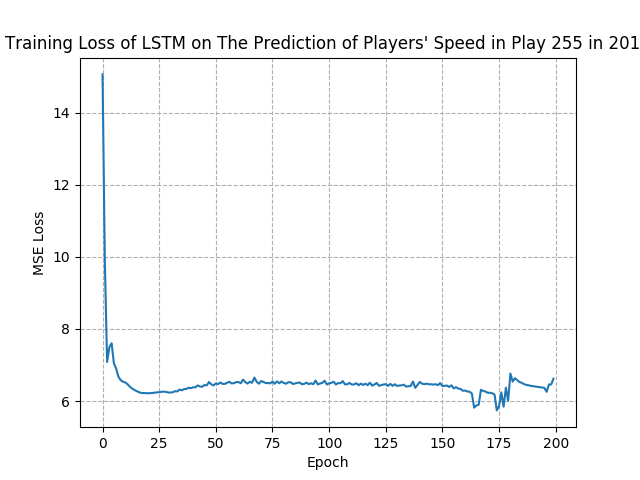 Training Loss of LSTM on The Prediction of Players' Speed in Play 255 in 201
14
12
10
8
6
MSE Loss
0 25 50 75 100 125 150 175 200
Epoch